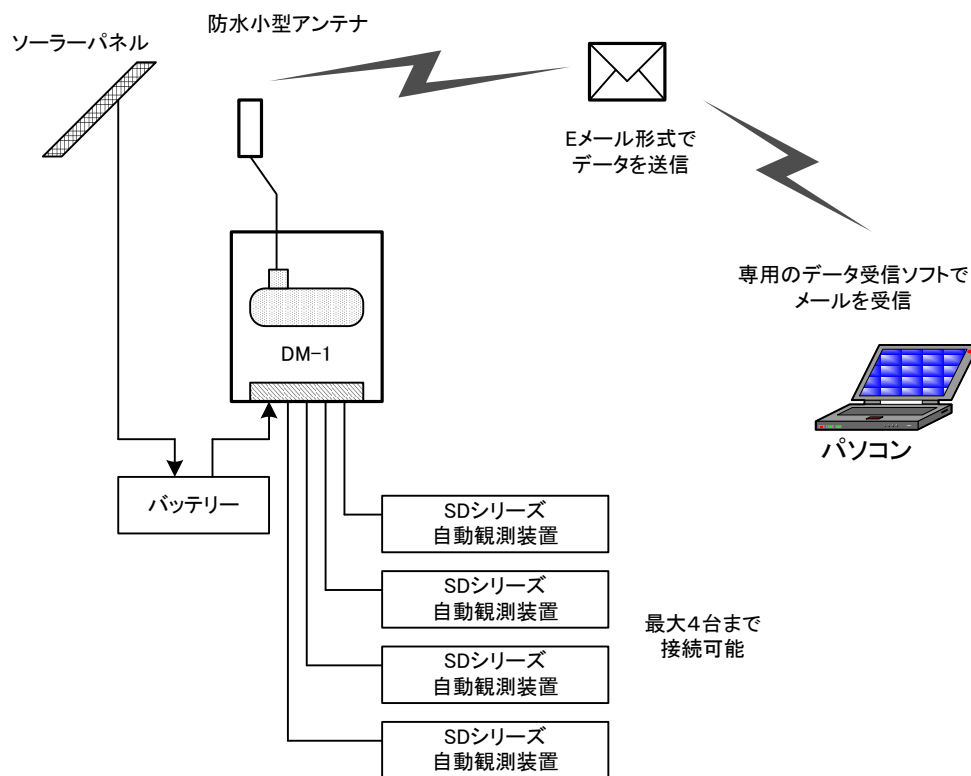 防水小型アンテナ
ソーラーパネル
Eメール形式で
データを送信
専用のデータ受信ソフトで
メールを受信
DM-1
パソコン
バッテリー
SDシリーズ
自動観測装置
SDシリーズ
自動観測装置
最大4台まで
接続可能
SDシリーズ
自動観測装置
SDシリーズ
自動観測装置